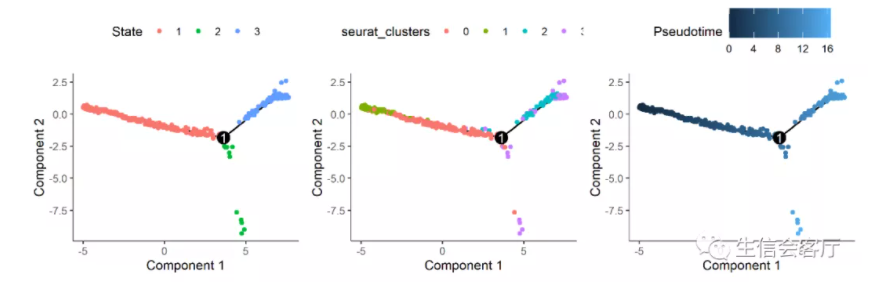 State 1 2 3
2.5
0.0
-2.5
-5.0
-7.5
-5 0 5
Component 2
Component 1
1
seurat_clusters 0 1 2
2.5
0.0
-2.5
-5.0
-7.5
-5 0 5
Component 2
Component 1
1
Pseudotime
0 4 8 12 16
2.5
0.0
-2.5
-5.0
-7.5
-5
Component 2
Component 1
1
生信会客厅